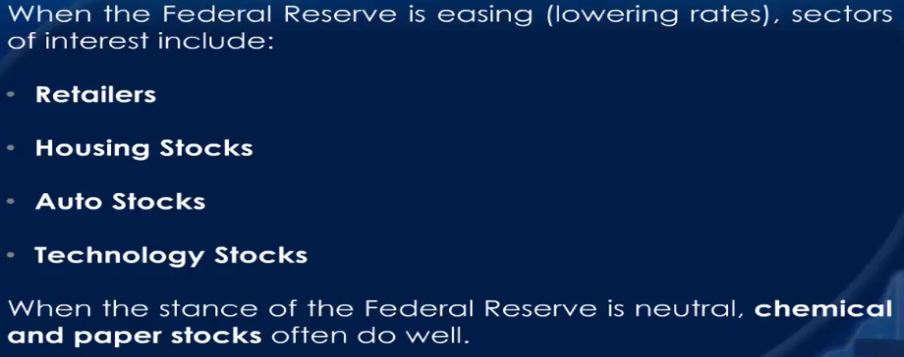 When the Federal Reserve is easing (lowering rates), sectors
of interest include:
• Retailers
• Housing Stocks
• Auto Stocks
• Technology Stocks
When the stance of the Federal Reserve is neutral, chemical
and paper stocks often do well.